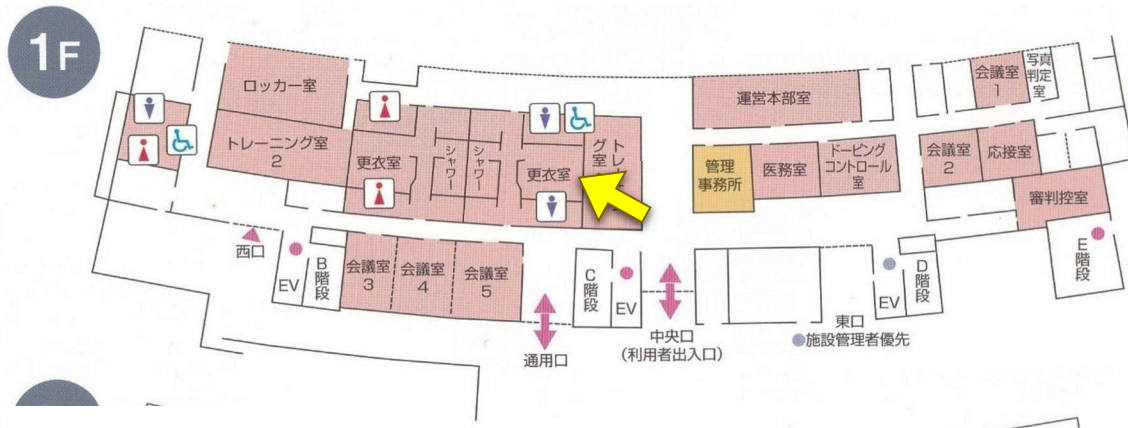 1F
ロッカー室
トレーニング室
2
更衣室
シャワー
シャワー
更衣室
トレ
グ室
運営本部室
管理
事務所
医務室
ドーピング
コントロール
室
会議室
1
写真
判定
室
会議室
2
応接室
審判控室
西口
EV
B階段
会議室
3
会議室
4
会議室
5
通用口
C階段
EV
中央口
(利用者出入口)
東口
施設管理者優先
EV
D階段
E階段